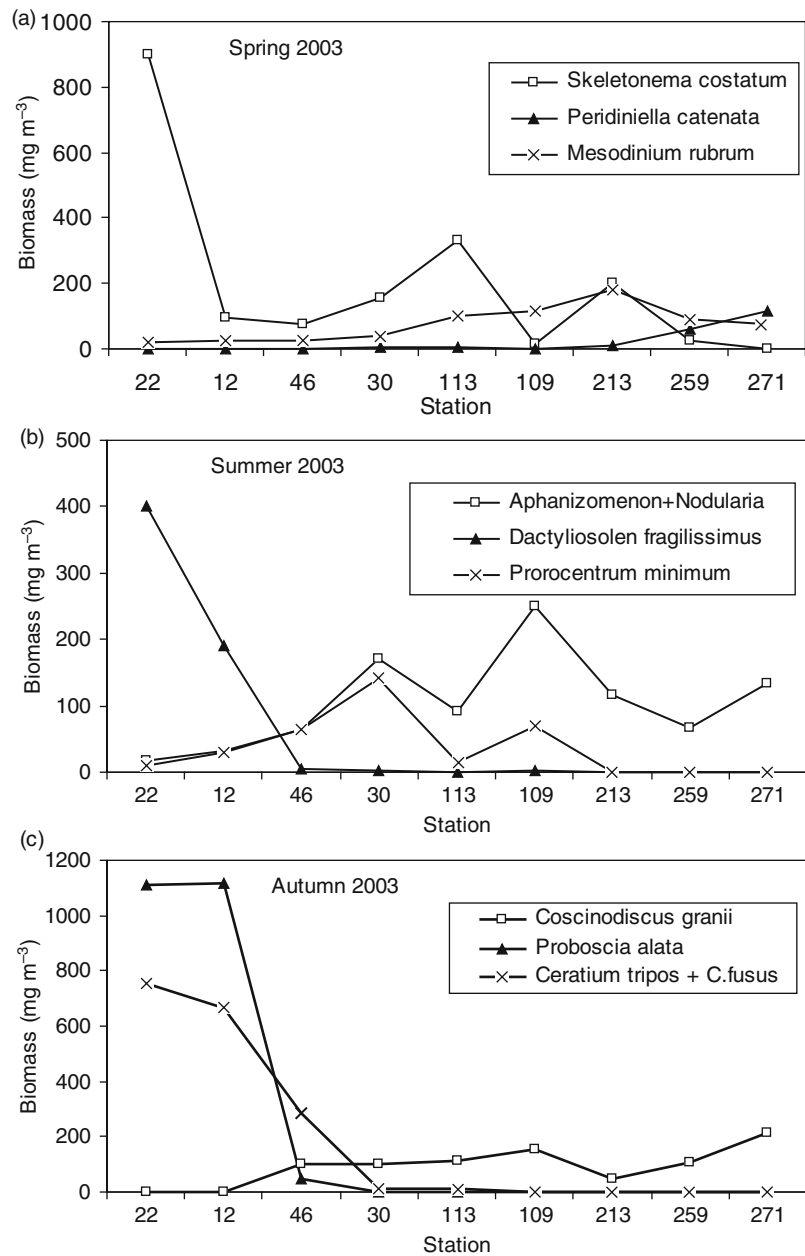 (a)
Spring 2003
Skeletonema costatum
Peridiniella catenata
Mesodinium rubrum
Biomass (mg m⁻³)
1000
800
600
400
200
0
22 12 46 30 113 109 213 259 271
Station
(b)
Summer 2003
Aphanizomenon+Nodularia
Dactyliosolen fragilissimus
Prorocentrum minimum
Biomass (mg m⁻³)
500
400
300
200
100
0
22 12 46 30 113 109 213 259 271
Station
(c)
Autumn 2003
Coscinodiscus granii
Proboscia alata
Ceratium tripos + C.fusus
Biomass (mg m⁻³)
1200
1000
800
600
400
200
0
22 12 46 30 113 109 213 259 271
Station